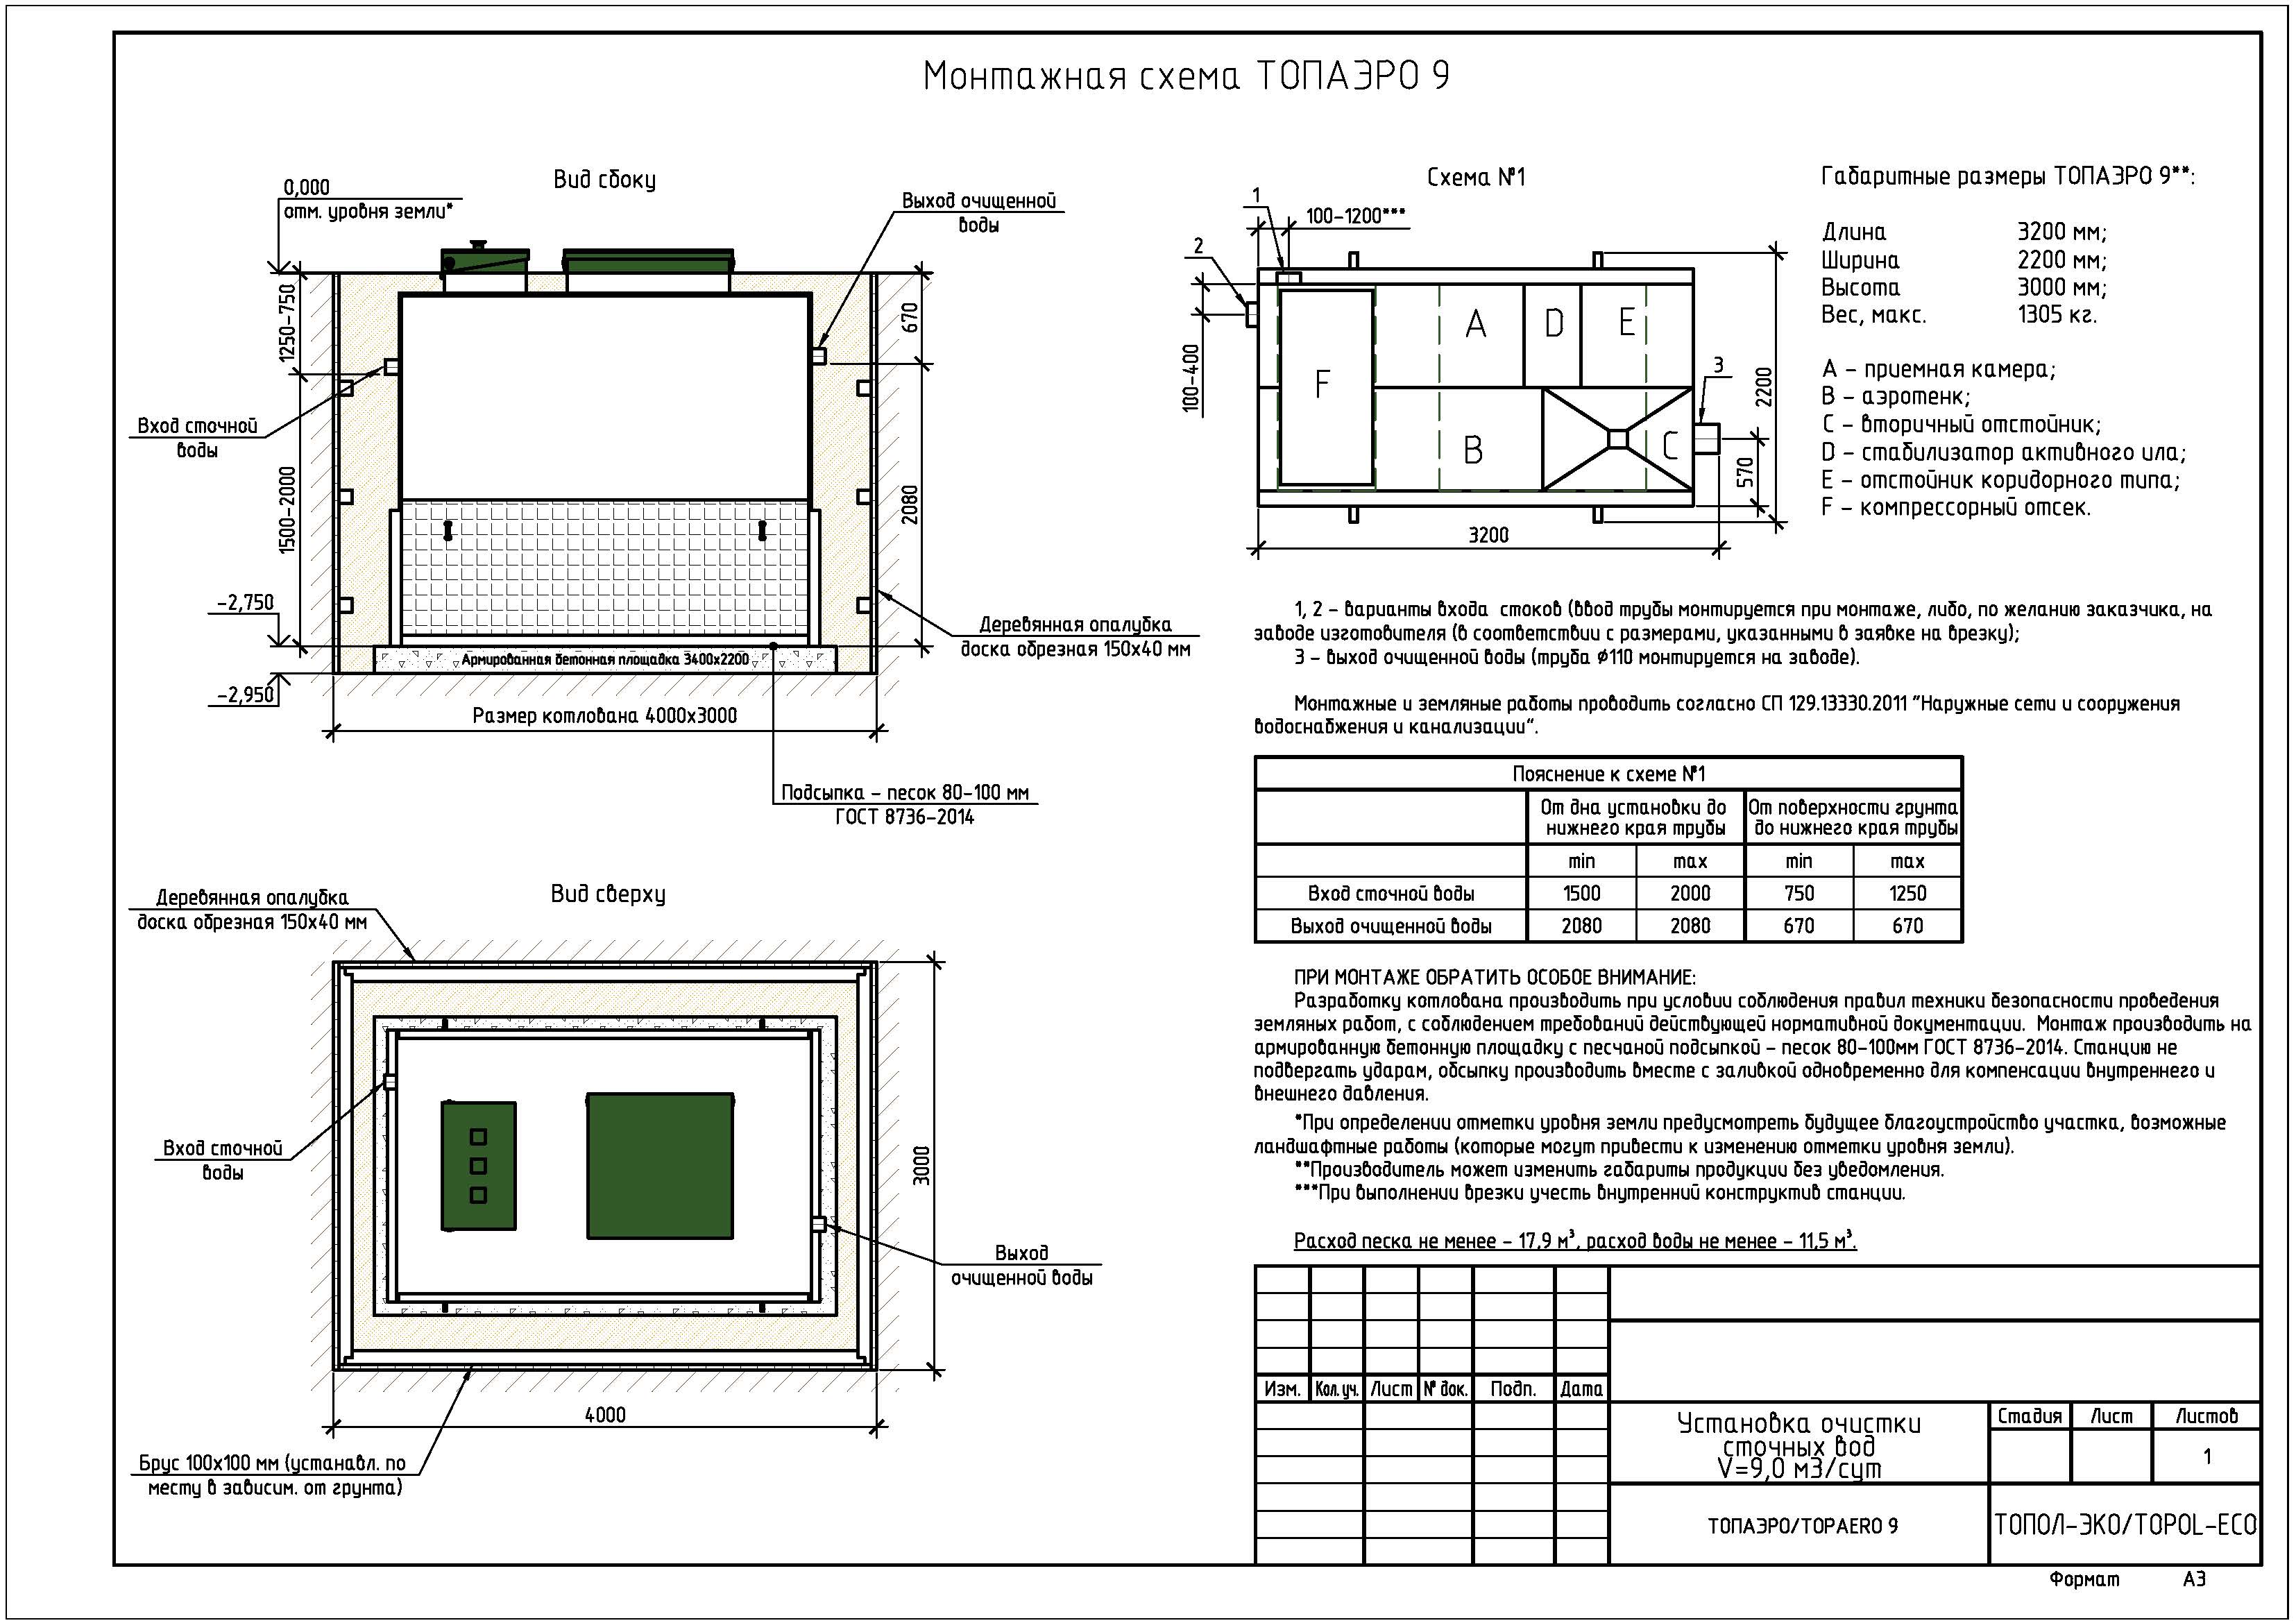 Монтажная схема ТОПАЭРО 9
Вид сбоку
0,000
отм. уровня земли*
Выход очищенной
воды
1250-750
670
Вход сточной
воды
1500-2000
2080
-2,750
-2,950
Армированная бетонная площадка 3400x2200
Деревянная опалубка
доска обрезная 150x40 мм
Размер котлована 4000x3000
Подсыпка - песок 80-100 мм
ГОСТ 8736-2014
Вид сверху
Деревянная опалубка
доска обрезная 150x40 мм
Вход сточной
воды
3000
Выход
очищенной воды
4000
Брус 100x100 мм (устанавл. по
месту в зависим. от грунта)
Схема №1
1
100-1200***
2
100-400
A
D
E
F
B
C
3
2200
570
3200
Габаритные размеры ТОПАЭРО 9**:
Длина 3200 мм;
Ширина 2200 мм;
Высота 3000 мм;
Вес, макс. 1305 кг.
A - приемная камера;
B - аэротенк;
C - вторичный отстойник;
D - стабилизатор активного ила;
E - отстойник коридорного типа;
F - компрессорный отсек.
1, 2 - варианты входа стоков (ввод трубы монтируется при монтаже, либо, по желанию заказчика, на
заводе изготовителя (в соответствии с размерами, указанными в заявке на врезку);
3 - выход очищенной воды (труба ϕ110 монтируется на заводе).
Монтажные и земляные работы проводить согласно СП 129.13330.2011 "Наружные сети и сооружения
водоснабжения и канализации".
Пояснение к схеме №1
От дна установки до
нижнего края трубы
От поверхности грунта
до нижнего края трубы
min max min max
Вход сточной воды 1500 2000 750 1250
Выход очищенной воды 2080 2080 670 670
ПРИ МОНТАЖЕ ОБРАТИТЬ ОСОБОЕ ВНИМАНИЕ:
Разработку котлована производить при условии соблюдения правил техники безопасности проведения
земляных работ, с соблюдением требований действующей нормативной документации. Монтаж производить на
армированную бетонную площадку с песчаной подсыпкой - песок 80-100мм ГОСТ 8736-2014. Станцию не
подвергать ударам, обсыпку производить вместе с заливкой одновременно для компенсации внутреннего и
внешнего давления.
*При определении отметки уровня земли предусмотреть будущее благоустройство участка, возможные
ландшафтные работы (которые могут привести к изменению отметки уровня земли).
**Производитель может изменить габариты продукции без уведомления.
***При выполнении врезки учесть внутренний конструктив станции.
Расход песка не менее - 17,9 м³, расход воды не менее - 11,5 м³.
Изм. Кол. уч. Лист № док. Подп. Дата
Установка очистки
сточных вод
V=9,0 м3/сут
Стадия Лист Листов
1
ТОПАЭРО/TOPAERO 9
ТОПОЛ-ЭКО/TOPOL-ECO
Формат А3